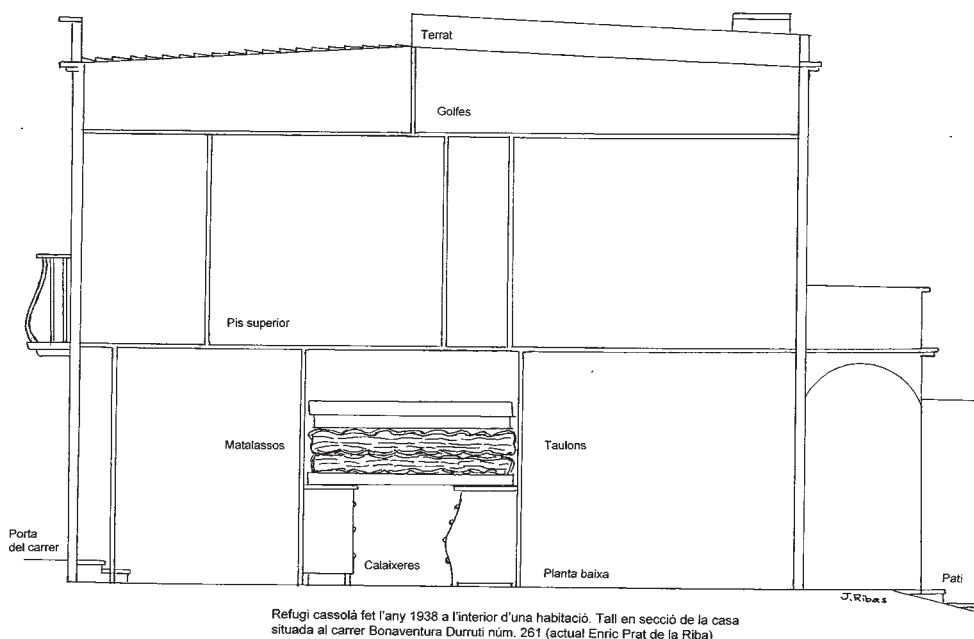 Terrat
Golfes
Pis superior
Matalassos
Taulons
Porta
del carrer
Calaixeres
Planta baixa
Pati
J. Ribas
Refugi cassolà fet l'any 1938 a l'interior d'una habitació. Tall en secció de la casa
situada al carrer Bonaventura Durruti núm. 261 (actual Enric Prat de la Riba)